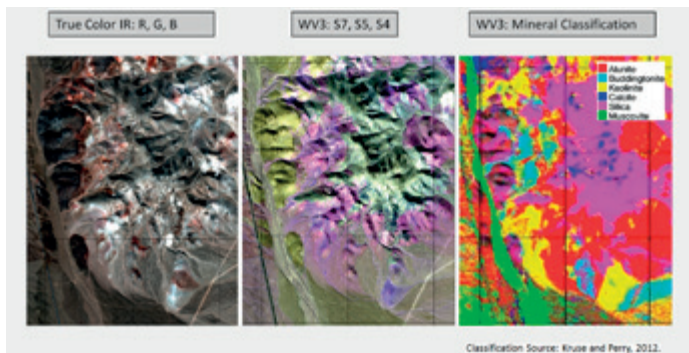 True Color IR: R, G, B
WV3: S7, S5, S4
WV3: Mineral Classification
Alunite
Buddingtonite
Kaolinite
Calcite
Silica
Muscovite
Classification Source: Kruse and Perry, 2012.